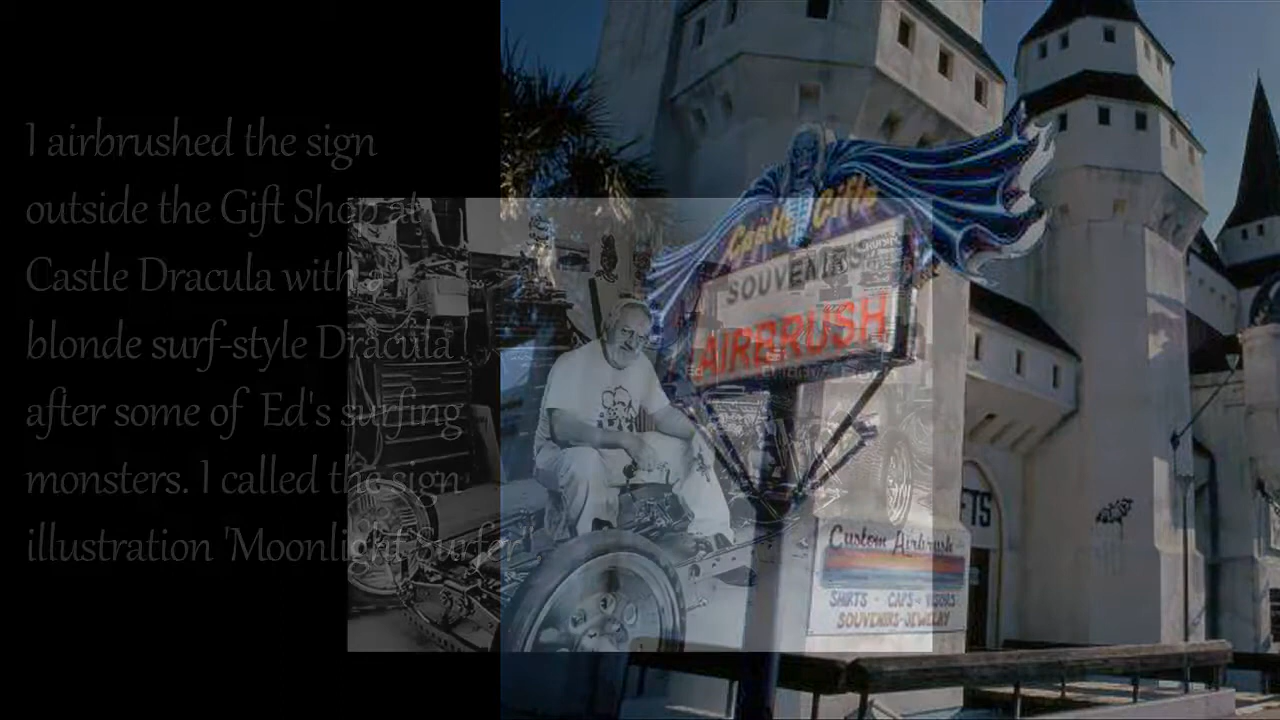 I airbrushed the sign
outside the Gift Shop at
Castle Dracula with a
blonde surf-style Dracula
after some of Ed's surfing
monsters. I called the sign
illustration 'Moonlight Surfer'
Castle Gifts
SOUVENIRS
AIRBRUSH
FTS
Custom Airbrush
SHIRTS - CAPS - VISORS
SOUVENIRS - JEWELRY